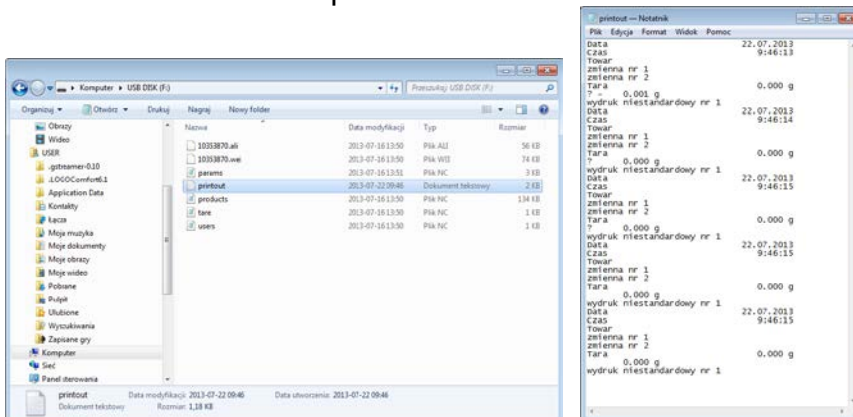 Komputer ▸ USB DISK (F:)
Przeszukaj USB DISK (F:)
Organizuj Otwórz Drukuj Nagraj Nowy folder
Obrazy
Wideo
USER
.gstreamer-0.10
.LOGOComfort6.1
Application Data
Kontakty
Łącza
Moja muzyka
Moje dokumenty
Moje obrazy
Moje wideo
Pobrane
Pulpit
Ulubione
Wyszukiwania
Zapisane gry
Komputer
Sieć
Panel sterowania
Nazwa Data modyfikacji Typ Rozmiar
10353870.ali 2013-07-16 13:50 Plik ALI 56 KB
10353870.wei 2013-07-16 13:50 Plik WEI 74 KB
params 2013-07-16 13:51 Plik NC 3 KB
printout 2013-07-22 09:46 Dokument tekstowy 2 KB
products 2013-07-16 13:50 Plik NC 134 KB
tare 2013-07-16 13:50 Plik NC 1 KB
users 2013-07-16 13:50 Plik NC 1 KB
printout Data modyfikacji: 2013-07-22 09:46 Data utworzenia: 2013-07-22 09:46
Dokument tekstowy Rozmiar: 1,18 KB
printout — Notatnik
Plik Edycja Format Widok Pomoc
Data 22.07.2013
Czas 9:46:13
Towar
zmienna nr 1
zmienna nr 2
Tara 0.000 g
? - 0.001 g
wydruk niestandardowy nr 1
Data 22.07.2013
Czas 9:46:14
Towar
zmienna nr 1
zmienna nr 2
Tara 0.000 g
? 0.000 g
wydruk niestandardowy nr 1
Data 22.07.2013
Czas 9:46:15
Towar
zmienna nr 1
zmienna nr 2
Tara 0.000 g
? 0.000 g
wydruk niestandardowy nr 1
Data 22.07.2013
Czas 9:46:15
Towar
zmienna nr 1
zmienna nr 2
Tara 0.000 g
0.000 g
wydruk niestandardowy nr 1
Data 22.07.2013
Czas 9:46:15
Towar
zmienna nr 1
zmienna nr 2
Tara 0.000 g
0.000 g
wydruk niestandardowy nr 1